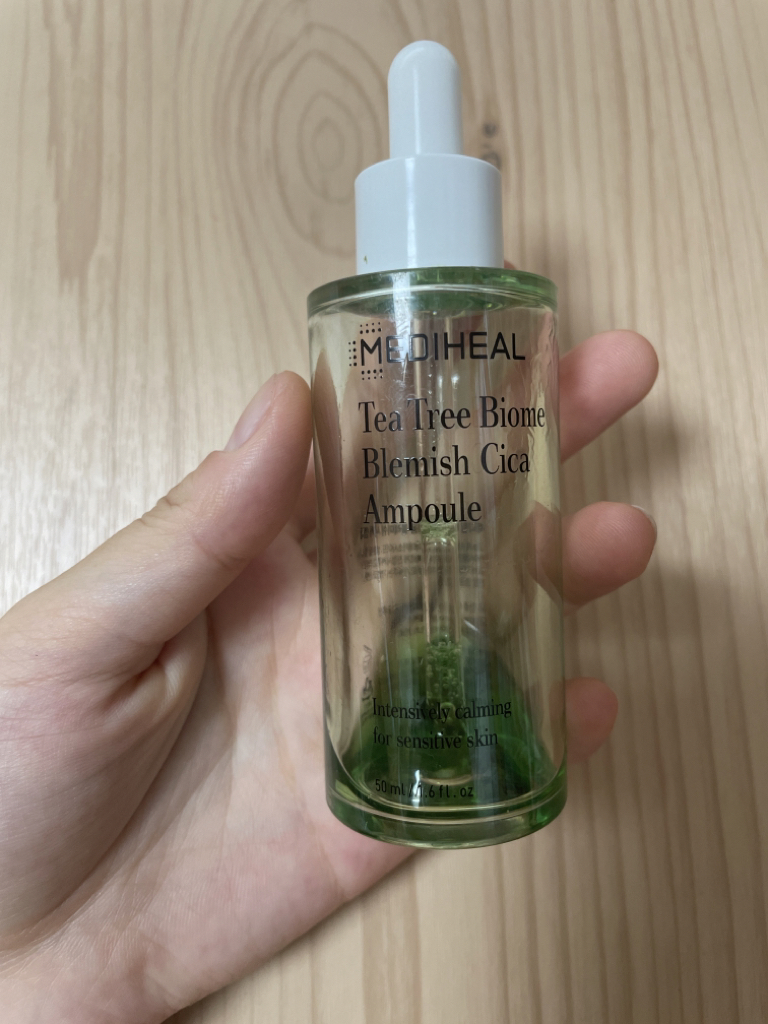 MEDIHEAL
Tea Tree Biome
Blemish Cica
Ampoule
Intensively calming
for sensitive skin
50 ml / 1.6 fl. oz